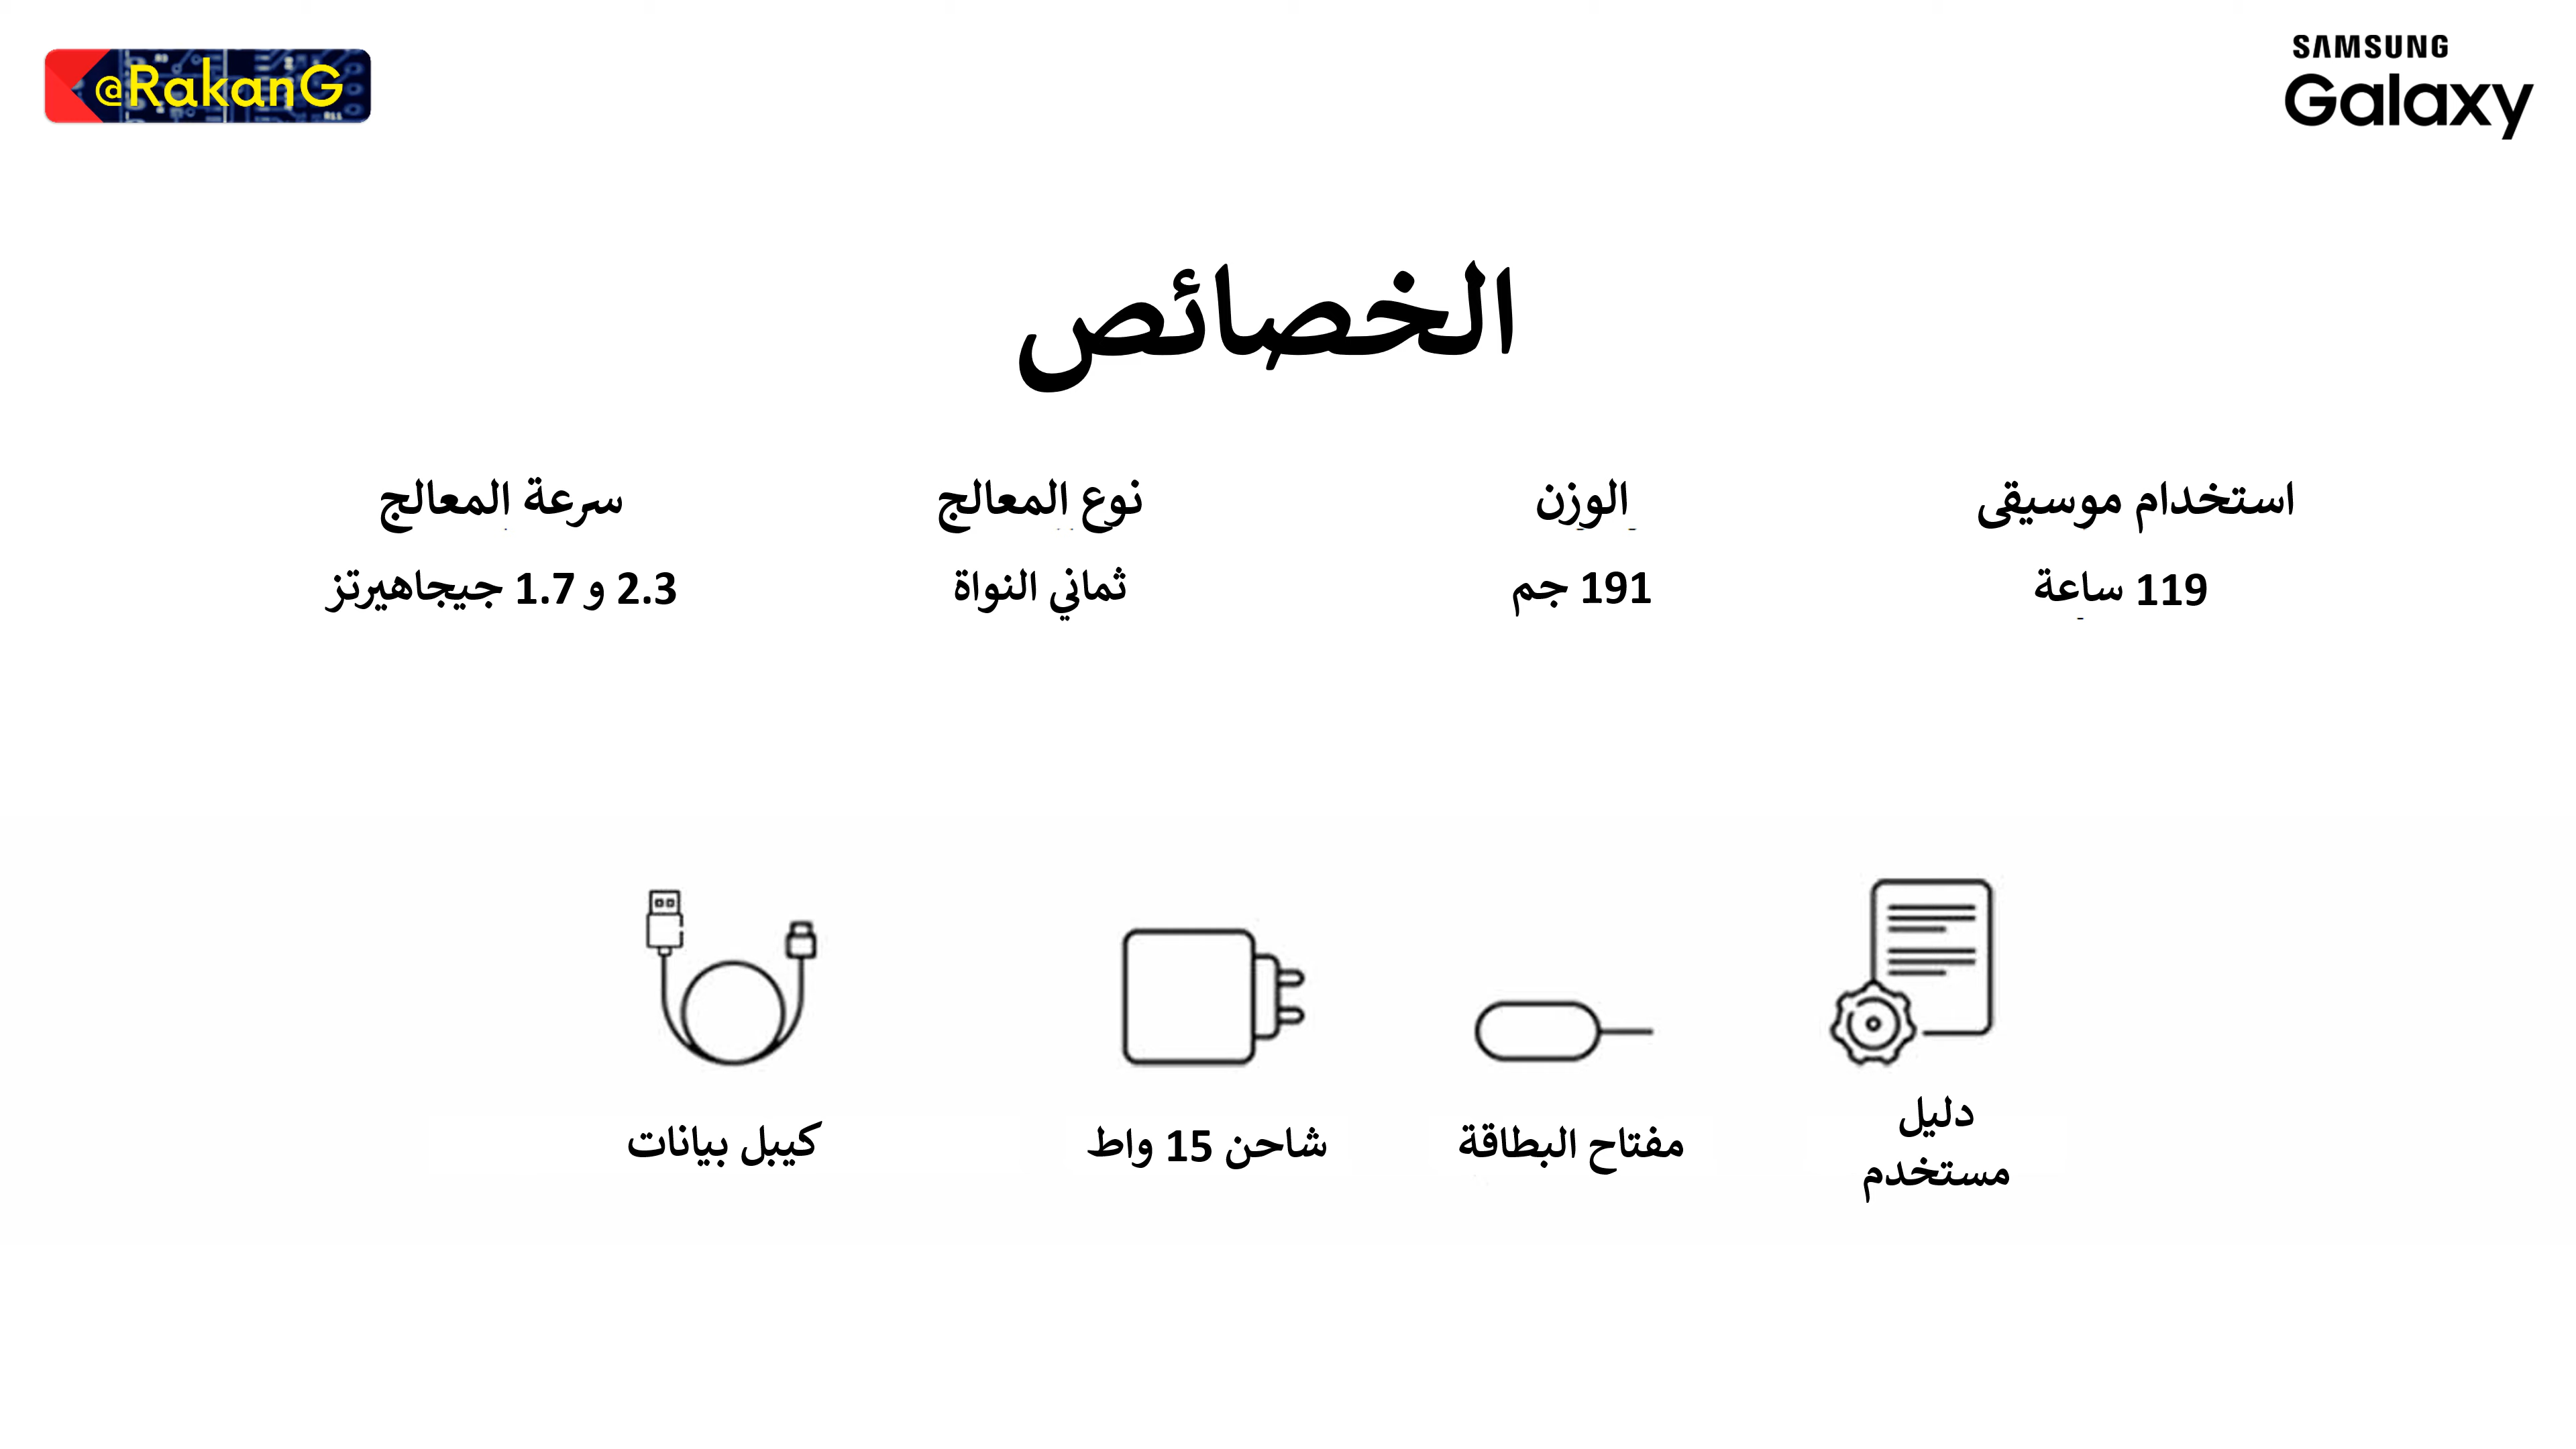 @RakanG
SAMSUNG
Galaxy
الخصائص
استخدام موسيقى
119 ساعة
الوزن
191 جم
نوع المعالج
ثماني النواة
سرعة المعالج
2.3 و 1.7 جيجاهيرتز
دليل
مستخدم
مفتاح البطاقة
شاحن 15 واط
كيبل بيانات